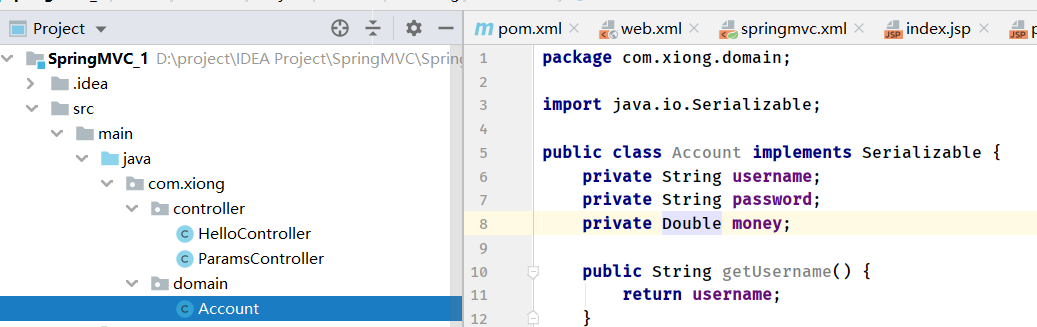 Project
SpringMVC_1 D:\project\IDEA Project\SpringMVC\Spring
.idea
src
main
java
com.xiong
controller
HelloController
ParamsController
domain
Account
pom.xml
web.xml
springmvc.xml
index.jsp
1 package com.xiong.domain;
2
3 import java.io.Serializable;
4
5 public class Account implements Serializable {
6 private String username;
7 private String password;
8 private Double money;
9
10 public String getUsername() {
11 return username;
12 }